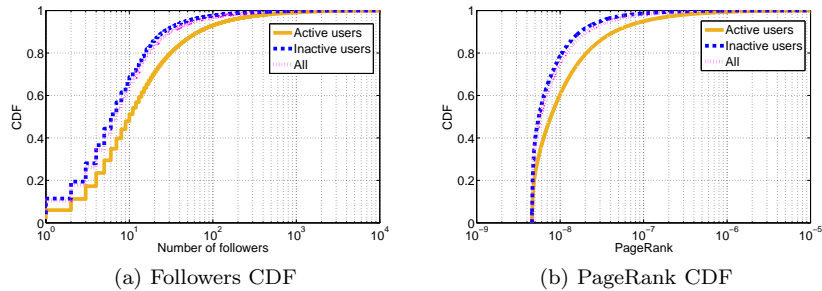 1
0.8
0.6
0.4
0.2
0
CDF
10^0
10^1
10^2
10^3
10^4
Number of followers
Active users
Inactive users
All
(a) Followers CDF
1
0.8
0.6
0.4
0.2
0
CDF
10^−9
10^−8
10^−7
10^−6
10^−5
PageRank
Active users
Inactive users
All
(b) PageRank CDF